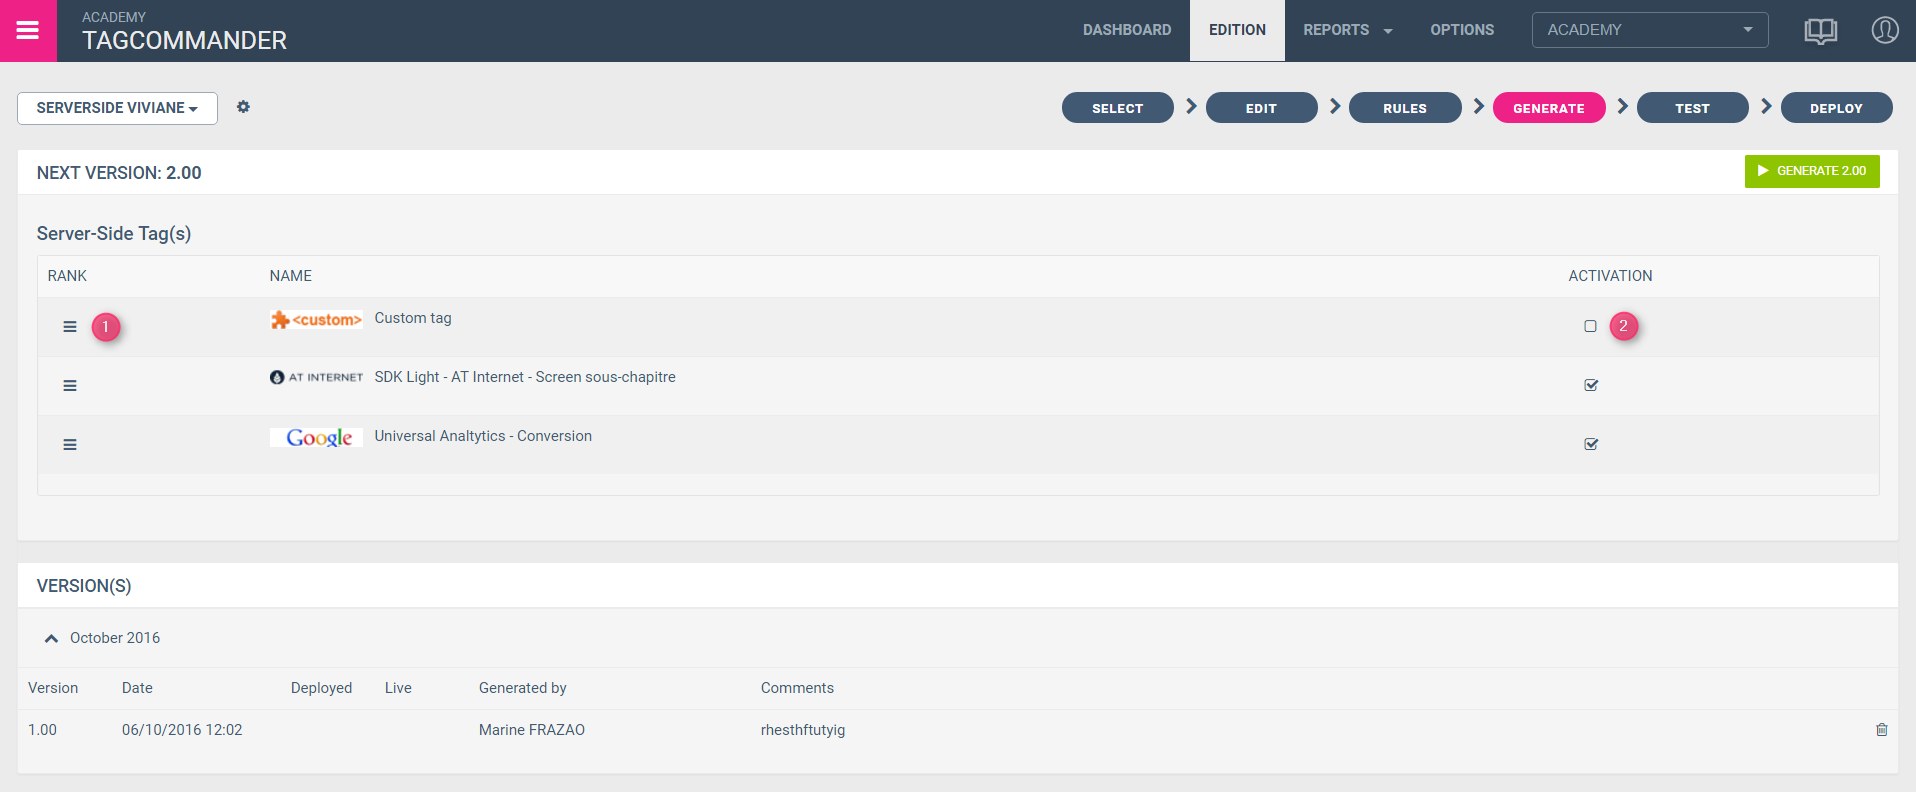 ACADEMY
TAGCOMMANDER
DASHBOARD
EDITION
REPORTS
OPTIONS
ACADEMY
SERVERSIDE VIVIANE
SELECT
EDIT
RULES
GENERATE
TEST
DEPLOY
NEXT VERSION: 2.00
GENERATE 2.00
Server-Side Tag(s)
RANK NAME ACTIVATION
1 <custom> Custom tag 2
AT INTERNET SDK Light - AT Internet - Screen sous-chapitre
Google Universal Analtytics - Conversion
VERSION(S)
October 2016
Version Date Deployed Live Generated by Comments
1.00 06/10/2016 12:02 Marine FRAZAO rhesthftutyig